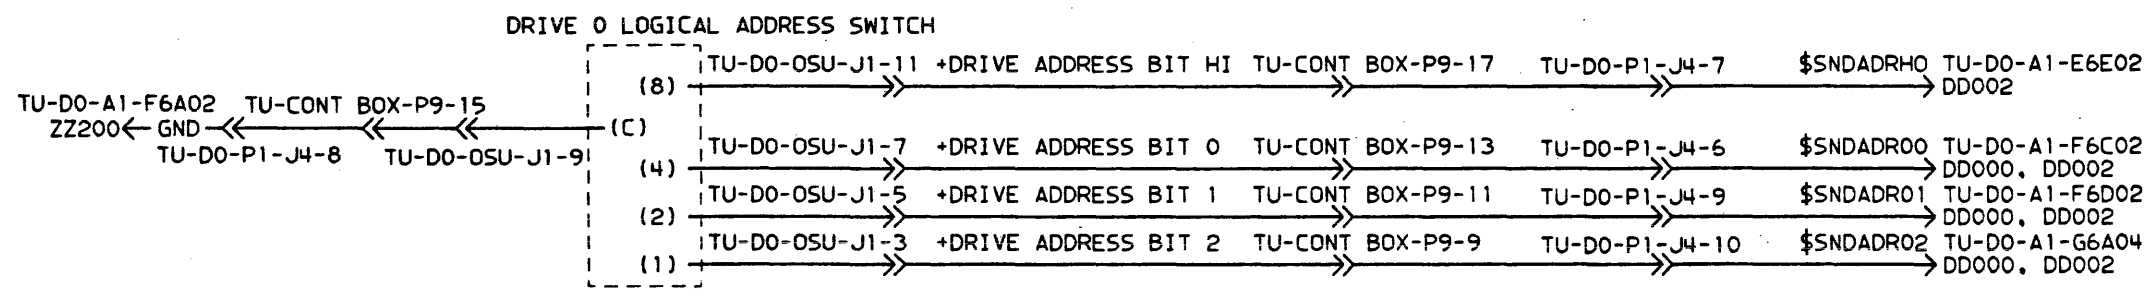 DRIVE 0 LOGICAL ADDRESS SWITCH
TU-D0-OSU-J1-11 +DRIVE ADDRESS BIT HI TU-CONT BOX-P9-17 TU-D0-P1-J4-7 $SNDADRH0 TU-D0-A1-E6E02
(8) DD002
TU-D0-A1-F6A02 TU-CONT BOX-P9-15
ZZ200 GND (C)
TU-D0-P1-J4-8 TU-D0-OSU-J1-9
TU-D0-OSU-J1-7 +DRIVE ADDRESS BIT 0 TU-CONT BOX-P9-13 TU-D0-P1-J4-6 $SNDADR00 TU-D0-A1-F6C02
(4) DD000, DD002
TU-D0-OSU-J1-5 +DRIVE ADDRESS BIT 1 TU-CONT BOX-P9-11 TU-D0-P1-J4-9 $SNDADR01 TU-D0-A1-F6D02
(2) DD000, DD002
TU-D0-OSU-J1-3 +DRIVE ADDRESS BIT 2 TU-CONT BOX-P9-9 TU-D0-P1-J4-10 $SNDADR02 TU-D0-A1-G6A04
(1) DD000, DD002